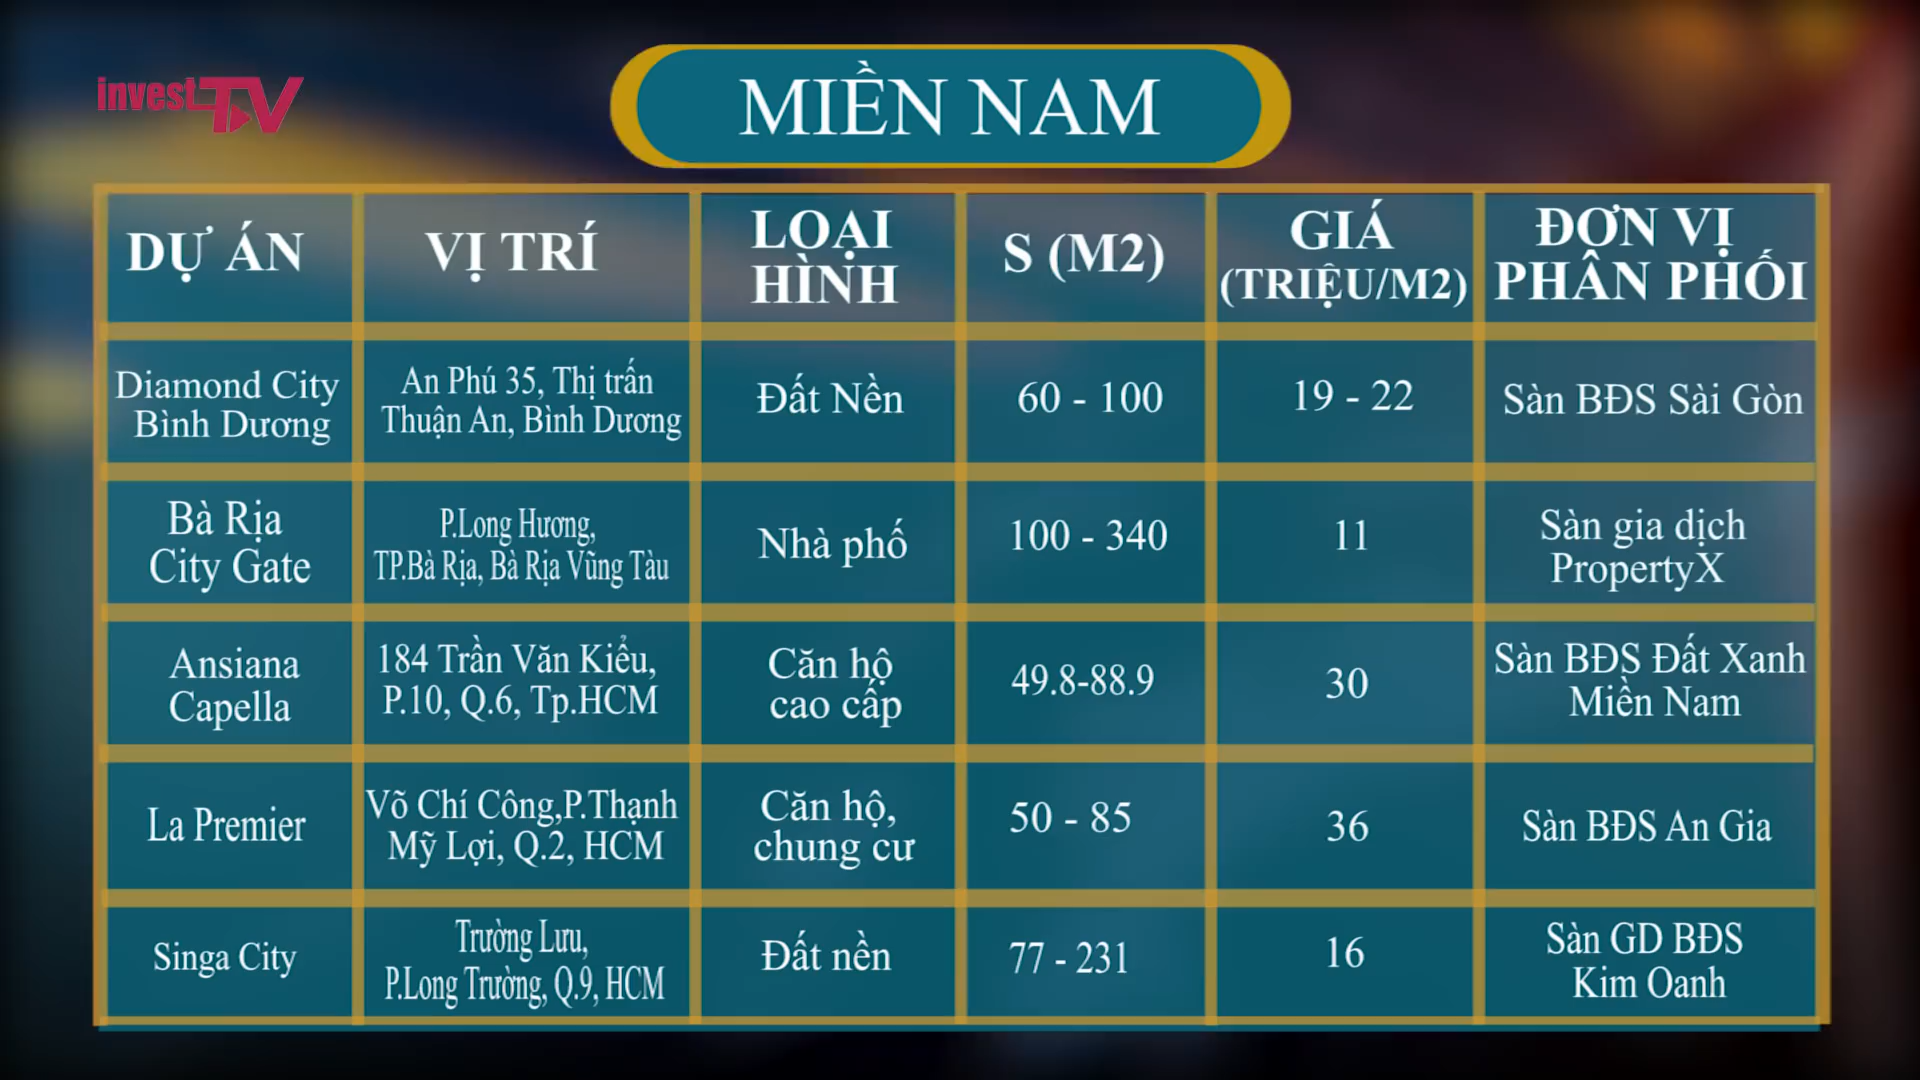 investTV
MIỀN NAM
DỰ ÁN
VỊ TRÍ
LOẠI
HÌNH
S (M2)
GIÁ
(TRIỆU/M2)
ĐƠN VỊ
PHÂN PHỐI
Diamond City
Bình Dương
An Phú 35, Thị trấn
Thuận An, Bình Dương
Đất Nền
60 - 100
19 - 22
Sàn BĐS Sài Gòn
Bà Rịa
City Gate
P.Long Hương,
TP.Bà Rịa, Bà Rịa Vũng Tàu
Nhà phố
100 - 340
11
Sàn gia dịch
PropertyX
Ansiana
Capella
184 Trần Văn Kiểu,
P.10, Q.6, Tp.HCM
Căn hộ
cao cấp
49.8-88.9
30
Sàn BĐS Đất Xanh
Miền Nam
La Premier
Võ Chí Công,P.Thạnh
Mỹ Lợi, Q.2, HCM
Căn hộ,
chung cư
50 - 85
36
Sàn BĐS An Gia
Singa City
Trường Lưu,
P.Long Trường, Q.9, HCM
Đất nền
77 - 231
16
Sàn GD BĐS
Kim Oanh